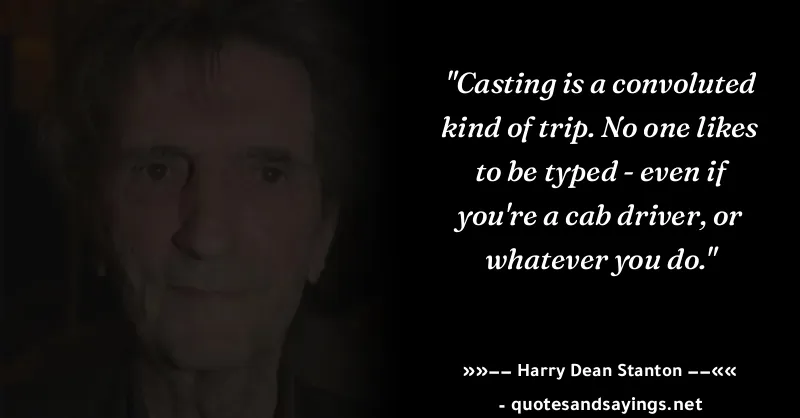 "Casting is a convoluted
kind of trip. No one likes
to be typed - even if
you're a cab driver, or
whatever you do."
»»−− Harry Dean Stanton −−««
- quotesandsayings.net